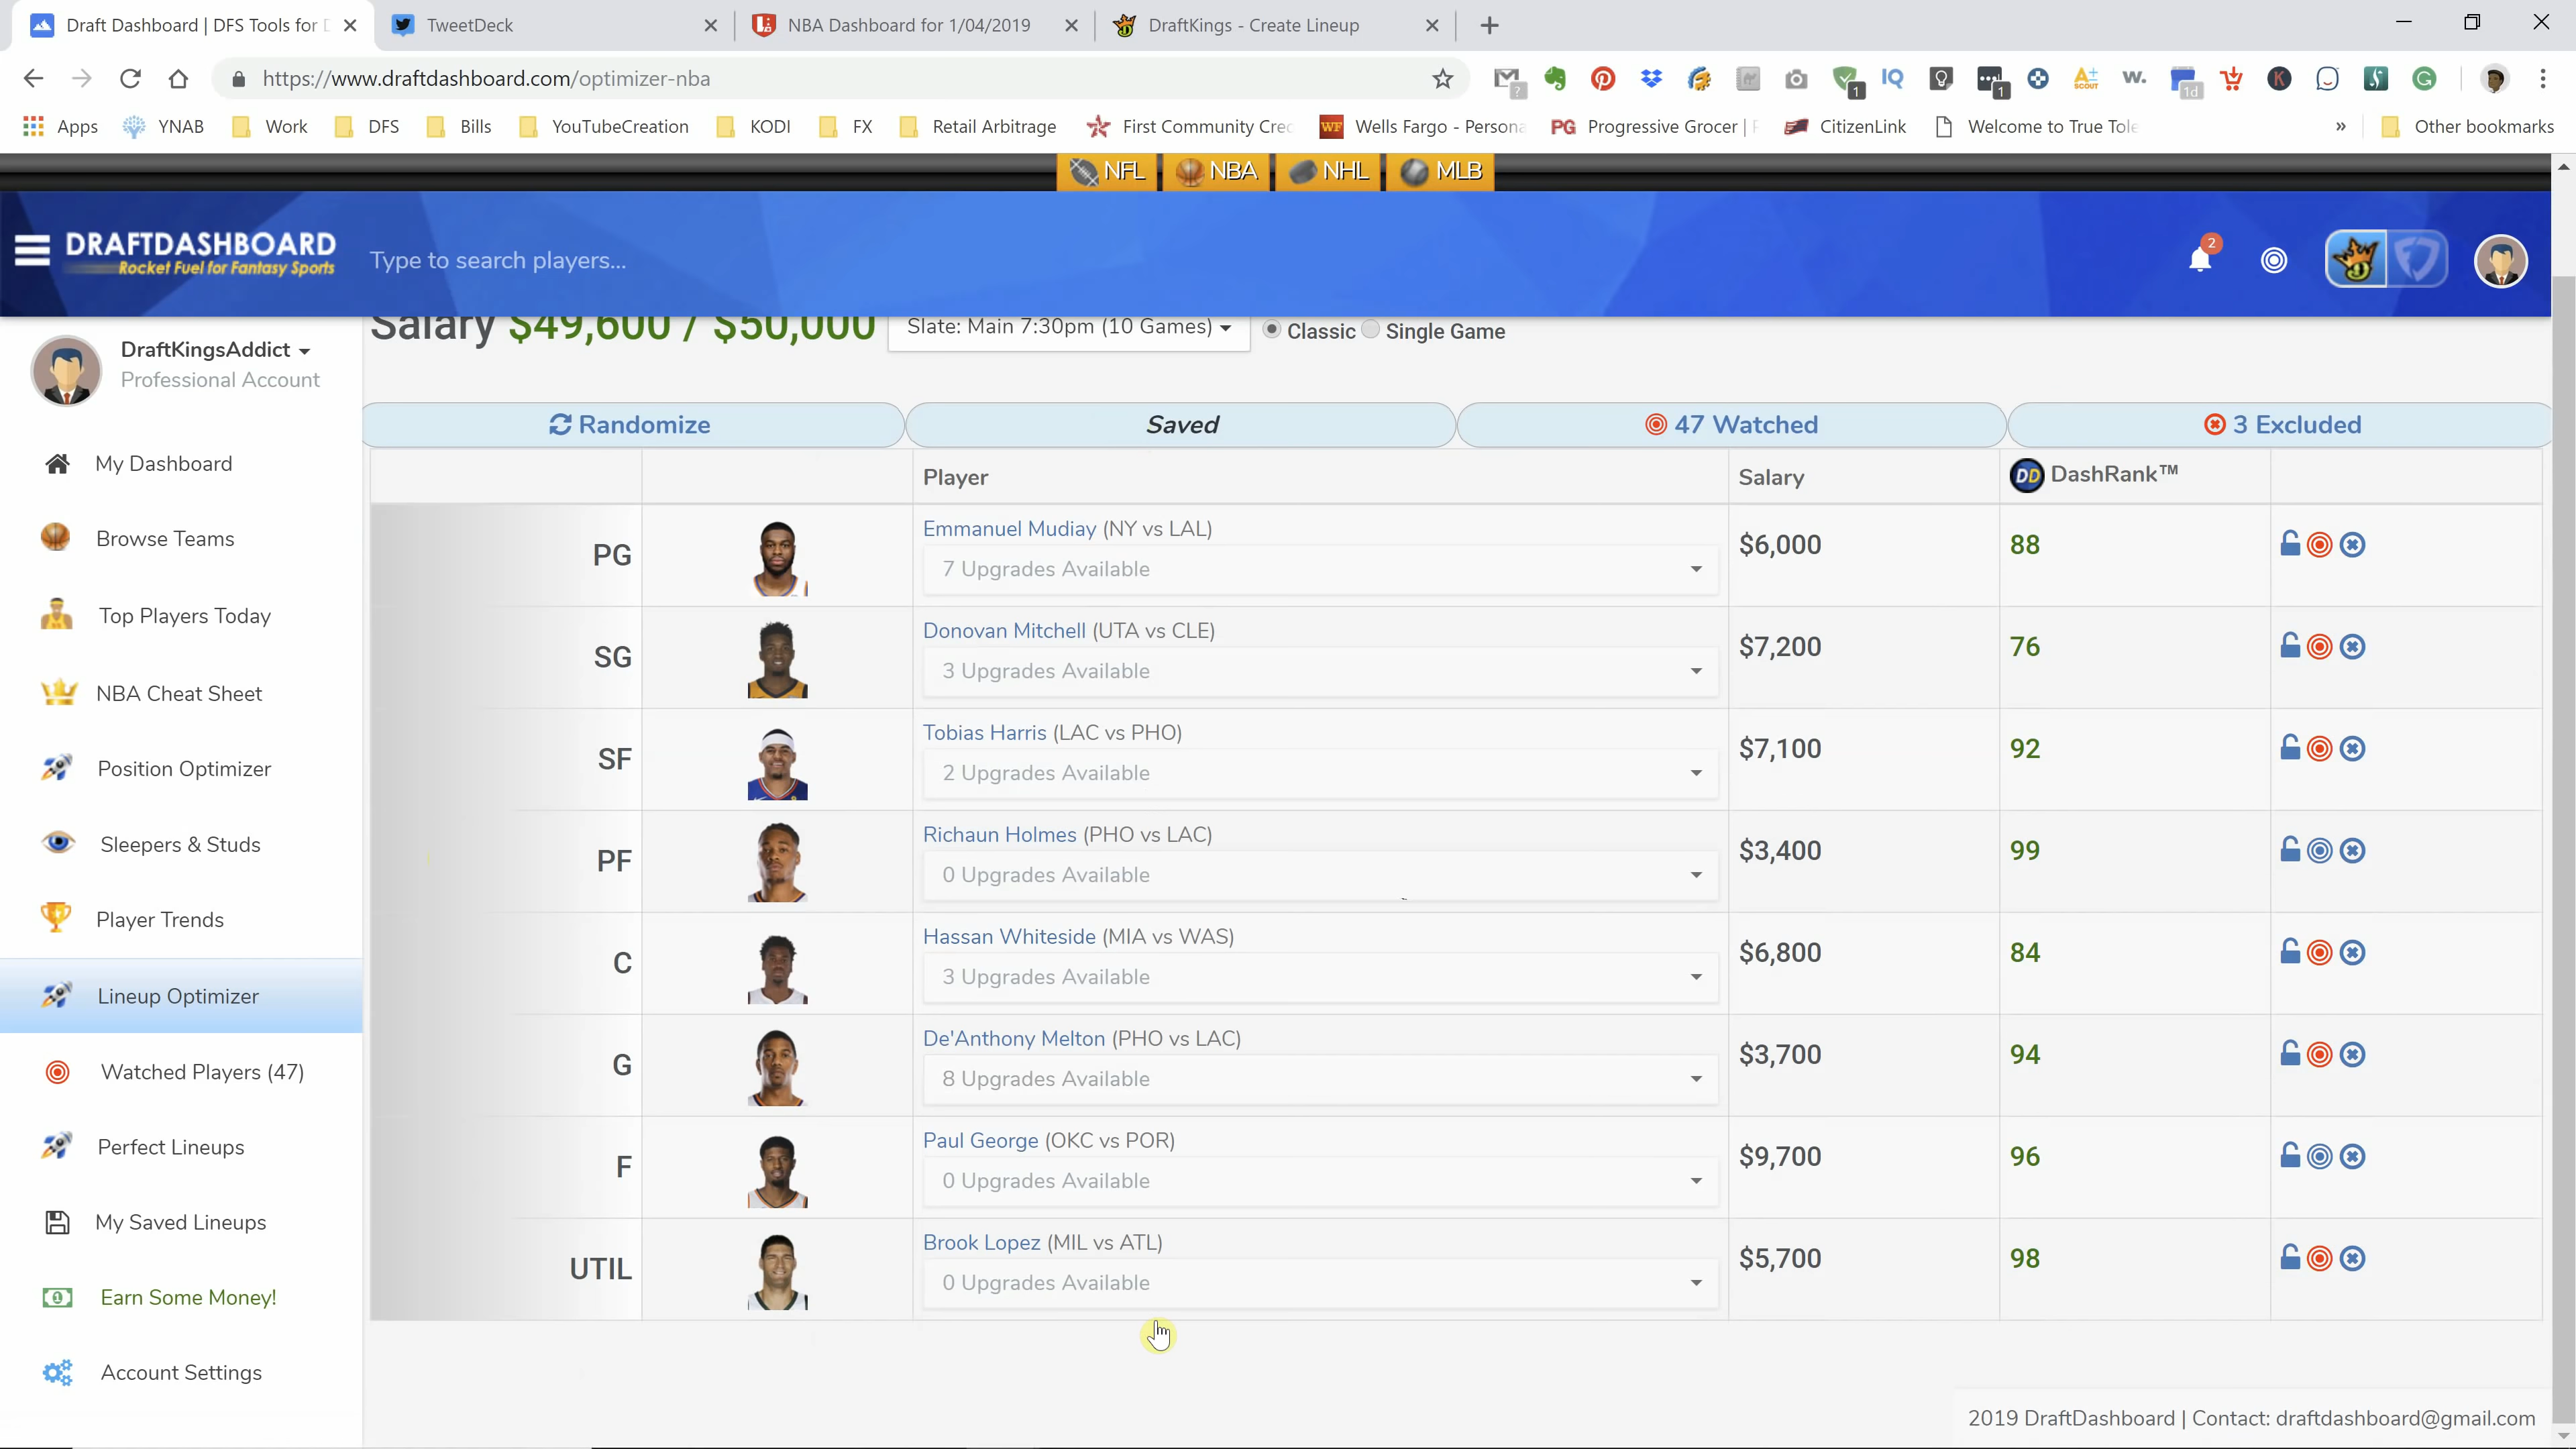 Draft Dashboard | DFS Tools for D
TweetDeck
NBA Dashboard for 1/04/2019
DraftKings - Create Lineup
https://www.draftdashboard.com/optimizer-nba
Apps
YNAB
Work
DFS
Bills
YouTubeCreation
KODI
FX
Retail Arbitrage
First Community Cre
Wells Fargo - Persona
Progressive Grocer |
CitizenLink
Welcome to True Tole
Other bookmarks
NFL
NBA
NHL
MLB
DRAFTDASHBOARD
Rocket Fuel for Fantasy Sports
Type to search players...
2
Salary $49,600 / $50,000
Slate: Main 7:30pm (10 Games)
Classic
Single Game
DraftKingsAddict
Professional Account
My Dashboard
Browse Teams
Top Players Today
NBA Cheat Sheet
Position Optimizer
Sleepers & Studs
Player Trends
Lineup Optimizer
Watched Players (47)
Perfect Lineups
My Saved Lineups
Earn Some Money!
Account Settings
Randomize
Saved
47 Watched
3 Excluded
Player
Salary
DD DashRank™
PG
Emmanuel Mudiay (NY vs LAL)
7 Upgrades Available
$6,000
88
SG
Donovan Mitchell (UTA vs CLE)
3 Upgrades Available
$7,200
76
SF
Tobias Harris (LAC vs PHO)
2 Upgrades Available
$7,100
92
PF
Richaun Holmes (PHO vs LAC)
0 Upgrades Available
$3,400
99
C
Hassan Whiteside (MIA vs WAS)
3 Upgrades Available
$6,800
84
G
De'Anthony Melton (PHO vs LAC)
8 Upgrades Available
$3,700
94
F
Paul George (OKC vs POR)
0 Upgrades Available
$9,700
96
UTIL
Brook Lopez (MIL vs ATL)
0 Upgrades Available
$5,700
98
2019 DraftDashboard | Contact: draftdashboard@gmail.com